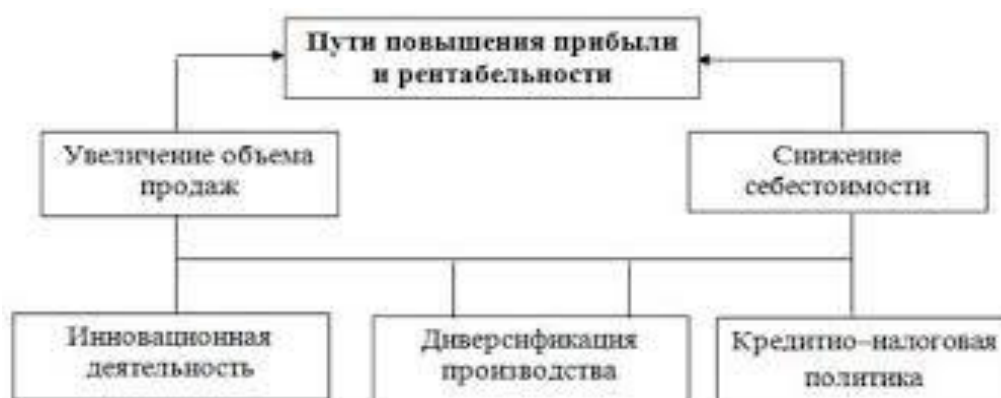 Пути повышения прибыли
и рентабельности
Увеличение объема
продаж
Снижение
себестоимости
Инновационная
деятельность
Диверсификация
производства
Кредитно–налоговая
политика